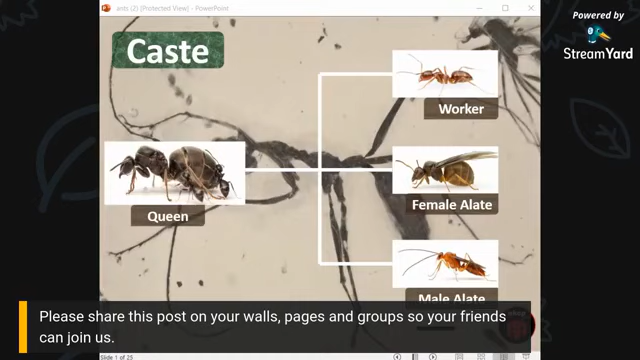 ants (2) [Protected View] - PowerPoint
Powered by
StreamYard
Caste
Worker
Queen
Female Alate
Male Alate
Please share this post on your walls, pages and groups so your friends
can join us.
Slide 1 of 25